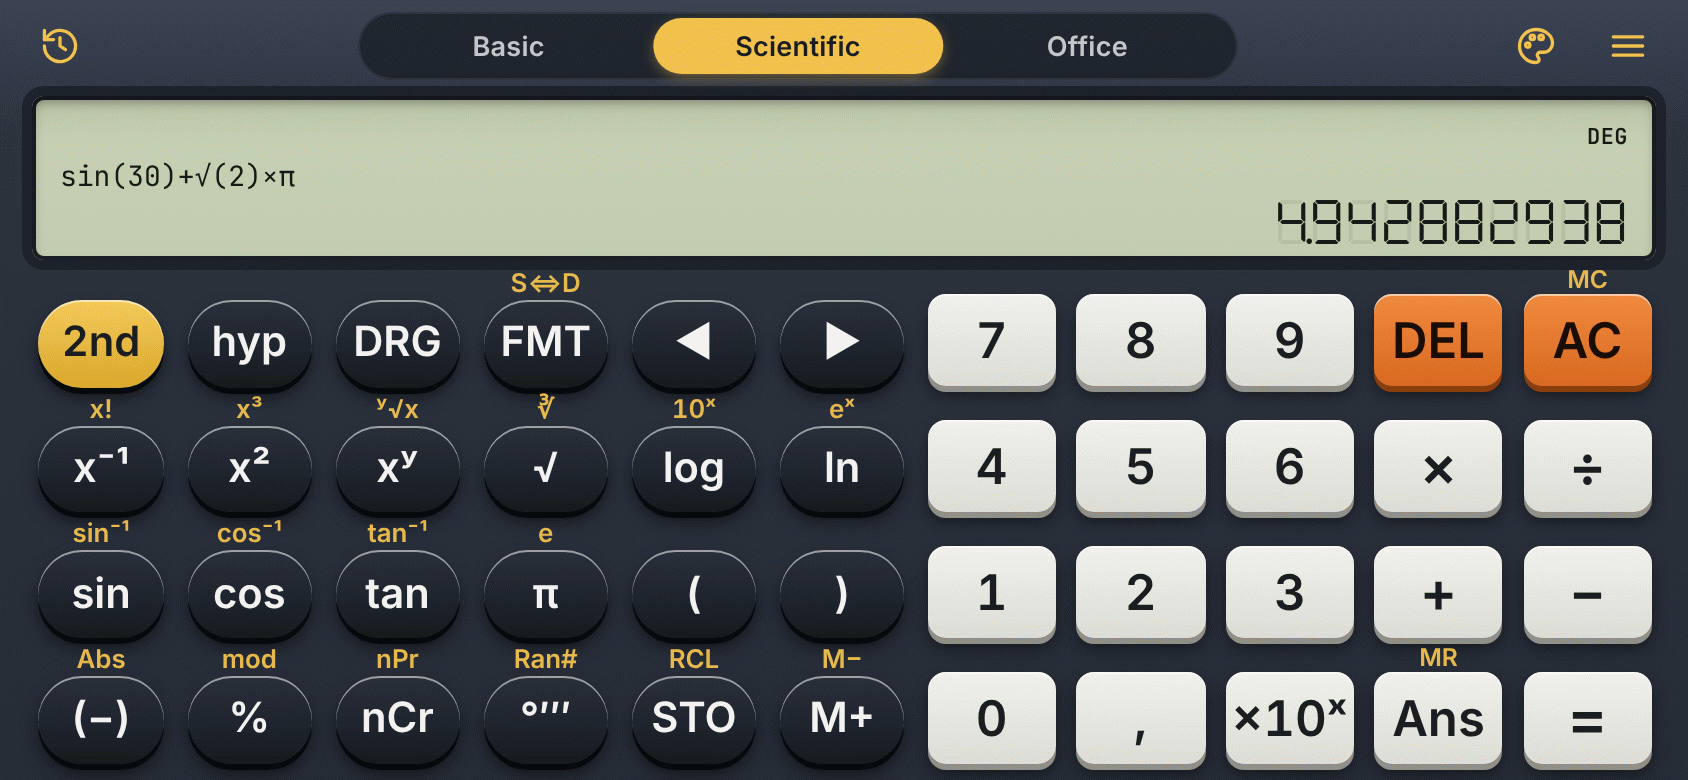 Basic Scientific Office
DEG
sin(30)+√(2)×π
4.942882938
S⇔D MC
2nd hyp DRG FMT ◀ ▶ 7 8 9 DEL AC
x! x³ ʸ√x ∛ 10ˣ eˣ
x⁻¹ x² xʸ √ log ln 4 5 6 × ÷
sin⁻¹ cos⁻¹ tan⁻¹ e
sin cos tan π ( ) 1 2 3 + −
Abs mod nPr Ran# RCL M− MR
(−) % nCr °′″ STO M+ 0 , ×10ˣ Ans =